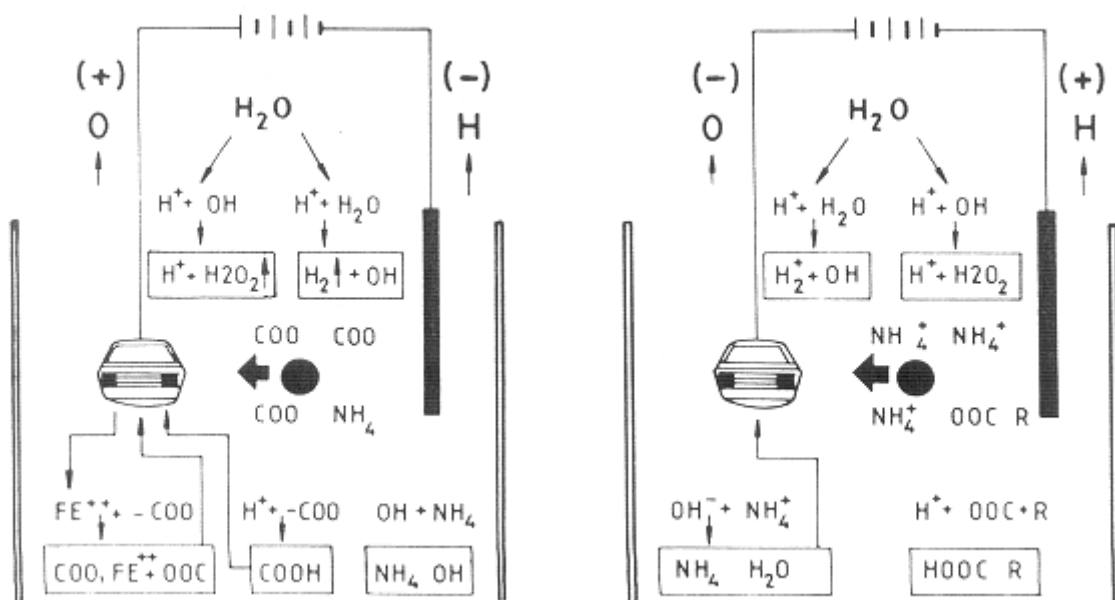 (+) (-)
O H₂O H
H⁺+ OH H⁺+ H₂O
H⁺+ H2O₂ H₂ + OH
COO COO
COO NH₄
FE⁺⁺+ -COO H⁺+,-COO OH + NH₄
COO, FE⁺⁺+ OOC COOH NH₄ OH
(-) (+)
O H₂O H
H⁺+ H₂O H⁺+ OH
H₂⁺+ OH H⁺+ H2O₂
NH₄⁺ NH₄⁺
NH₄⁺ OOC R
OH⁻+ NH₄⁺ H⁺ + OOC+R
NH₄ H₂O HOOC R